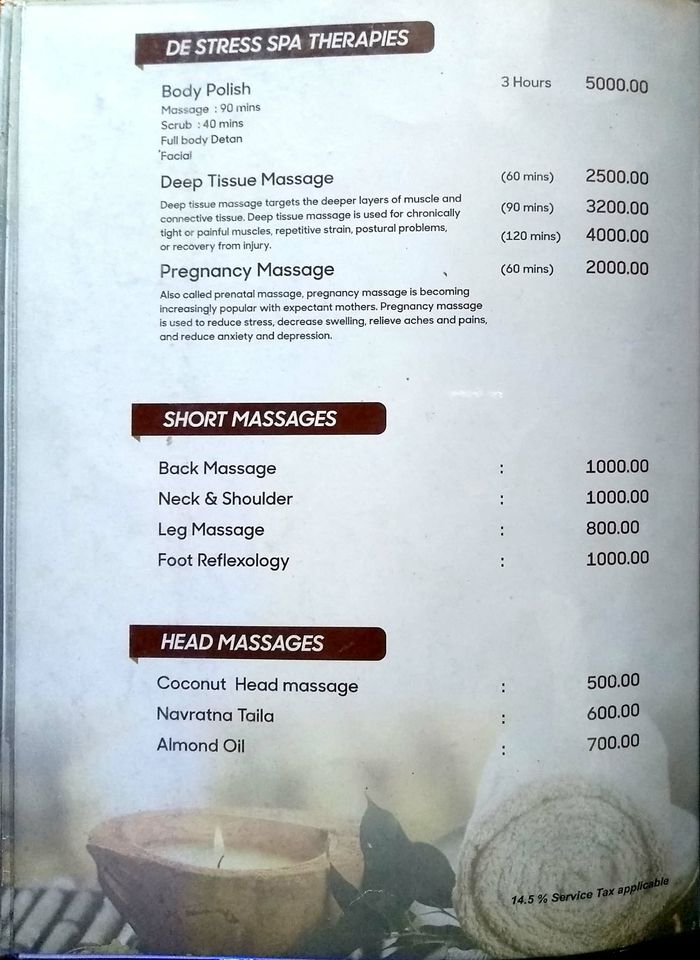 DE STRESS SPA THERAPIES
Body Polish 3 Hours 5000.00
Massage : 90 mins
Scrub : 40 mins
Full body Detan
Facial
Deep Tissue Massage (60 mins) 2500.00
Deep tissue massage targets the deeper layers of muscle and (90 mins) 3200.00
connective tissue. Deep tissue massage is used for chronically
tight or painful muscles, repetitive strain, postural problems, (120 mins) 4000.00
or recovery from injury.
Pregnancy Massage (60 mins) 2000.00
Also called prenatal massage, pregnancy massage is becoming
increasingly popular with expectant mothers. Pregnancy massage
is used to reduce stress, decrease swelling, relieve aches and pains,
and reduce anxiety and depression.
SHORT MASSAGES
Back Massage : 1000.00
Neck & Shoulder : 1000.00
Leg Massage : 800.00
Foot Reflexology : 1000.00
HEAD MASSAGES
Coconut Head massage : 500.00
Navratna Taila : 600.00
Almond Oil : 700.00
14.5 % Service Tax applicable